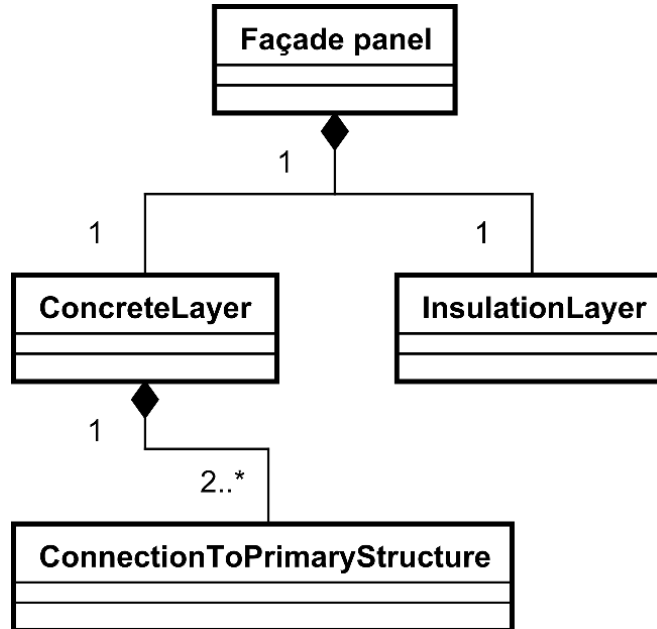 Façade panel
1
1
1
ConcreteLayer
InsulationLayer
1
2..*
ConnectionToPrimaryStructure